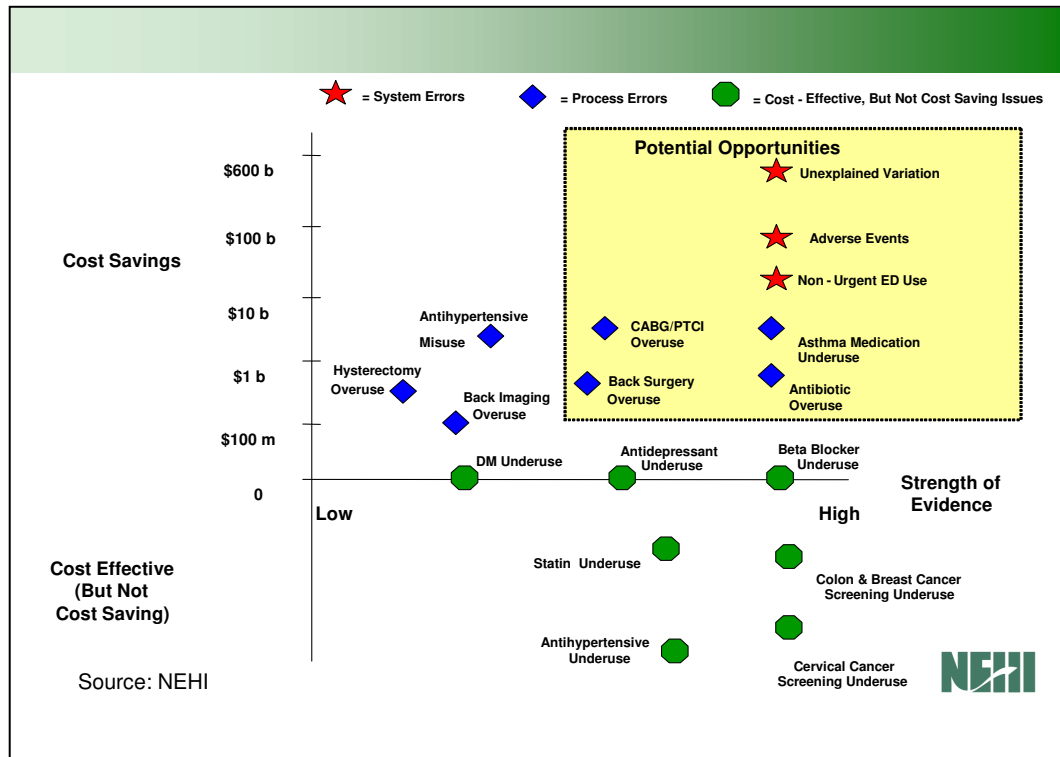 = System Errors
= Process Errors
= Cost - Effective, But Not Cost Saving Issues
Potential Opportunities
$600 b
Unexplained Variation
$100 b
Adverse Events
Cost Savings
Non - Urgent ED Use
$10 b
Antihypertensive
Misuse
CABG/PTCI
Overuse
Asthma Medication
Underuse
$1 b
Hysterectomy
Overuse
Back Imaging
Overuse
Back Surgery
Overuse
Antibiotic
Overuse
$100 m
DM Underuse
Antidepressant
Underuse
Beta Blocker
Underuse
0
Strength of
Evidence
Low
High
Cost Effective
(But Not
Cost Saving)
Statin Underuse
Colon & Breast Cancer
Screening Underuse
Antihypertensive
Underuse
Cervical Cancer
Screening Underuse
Source: NEHI
NEHI